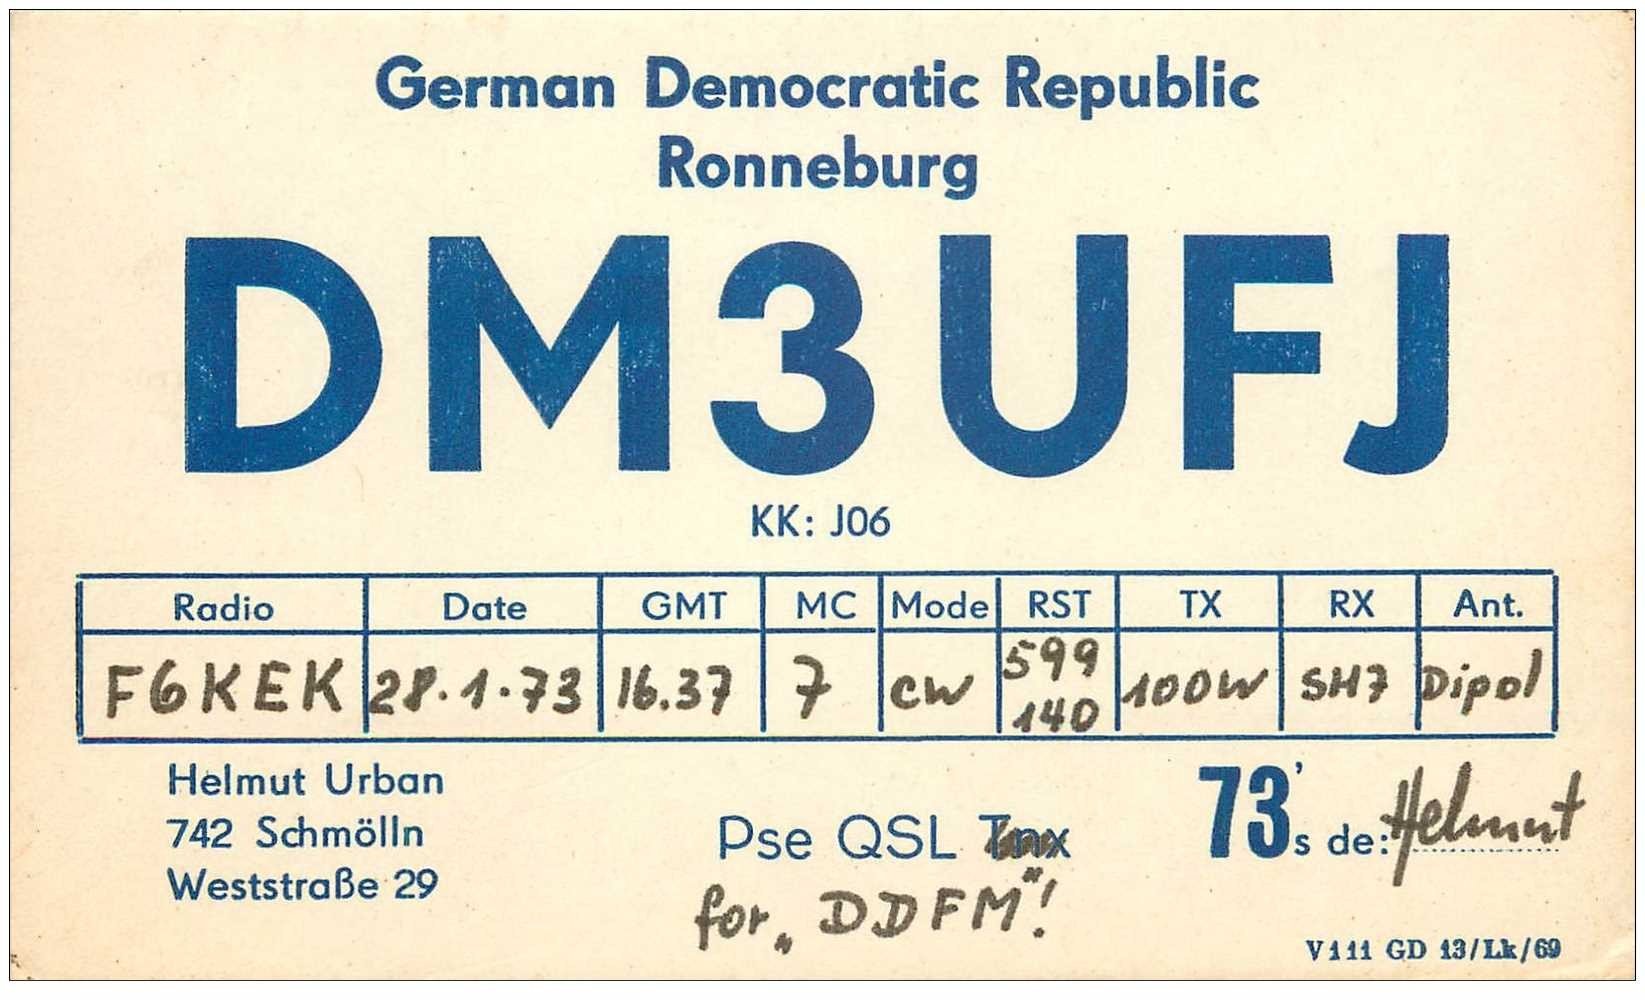 German Democratic Republic
Ronneburg
DM3UFJ
KK: J06
Radio Date GMT MC Mode RST TX RX Ant.
F6KEK 28.1.73 16.37 7 CW 599 140 100W SH7 Dipol
Helmut Urban
742 Schmölln
Weststraße 29
Pse QSL Tnx
for „DDFM"!
73's de: Helmut
V111 GD 13/Lk/69